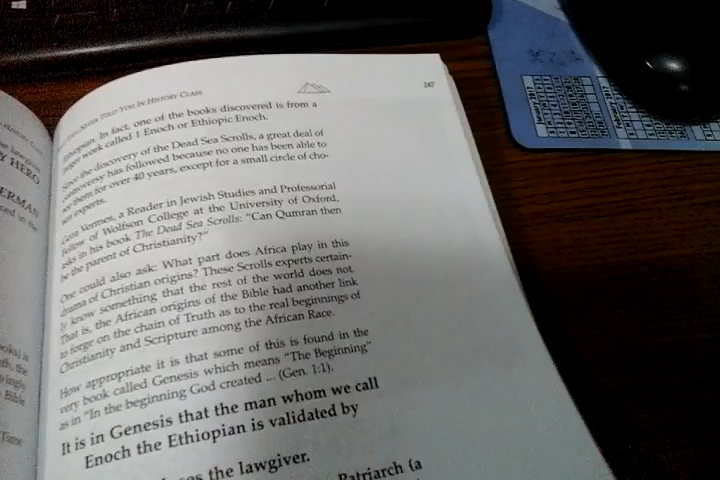 NEVER TOLD YOU IN HISTORY CLASS
247
Ethiopian. In fact, one of the books discovered is from a
larger work called 1 Enoch or Ethiopic Enoch.
Since the discovery of the Dead Sea Scrolls, a great deal of
controversy has followed because no one has been able to
see them for over 40 years, except for a small circle of cho-
sen experts.
Geza Vermes, a Reader in Jewish Studies and Professorial
Fellow of Wolfson College at the University of Oxford,
asks in his book The Dead Sea Scrolls: "Can Qumran then
be the parent of Christianity?"
One could also ask: What part does Africa play in this
drama of Christian origins? These Scrolls experts certain-
ly know something that the rest of the world does not.
That is, the African origins of the Bible had another link
to forge on the chain of Truth as to the real beginnings of
Christianity and Scripture among the African Race.
How appropriate it is that some of this is found in the
very book called Genesis which means "The Beginning"
as in "In the beginning God created ... (Gen. 1:1).
It is in Genesis that the man whom we call
Enoch the Ethiopian is validated by
the lawgiver.
Patriarch (a
HERO
ERMAN
in the
Bible
Time